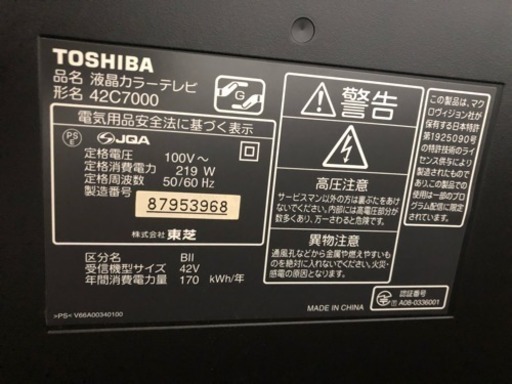 TOSHIBA
品名 液晶カラーテレビ
形名 42C7000
G
電気用品安全法に基づく表示
PS
E
JQA
定格電圧 100V～
定格消費電力 219 W
定格周波数 50/60 Hz
製造番号
87953968
株式会社 東芝
区分名 BII
受信機型サイズ 42V
年間消費電力量 170 kWh/年
>PS< V66A00340100
警告
高圧注意
サービスマン以外の方は裏ぶたをあけ
ないでください。内部には高電圧部分が
数多くあり、万一さわると危険です。
異物注意
通風孔などから金属や燃えやすいもの
を絶対に入れないでください。火災・
感電の原因となります。
MADE IN CHINA
この製品は、マク
ロヴィジョン社が
保有する日本特許
第1925090号
の特許技術のライ
センス供与により
製造されたもので
あり、この製品で
の使用は一部のプロ
グラム配信に限定さ
れています。
認証番号
A08-0336001